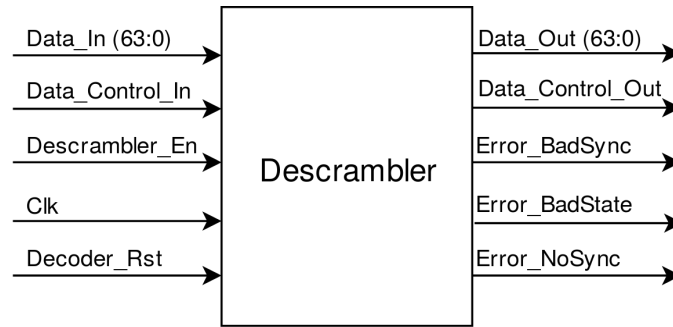 Data_In (63:0)
Data_Control_In
Descrambler_En
Clk
Decoder_Rst
Descrambler
Data_Out (63:0)
Data_Control_Out
Error_BadSync
Error_BadState
Error_NoSync